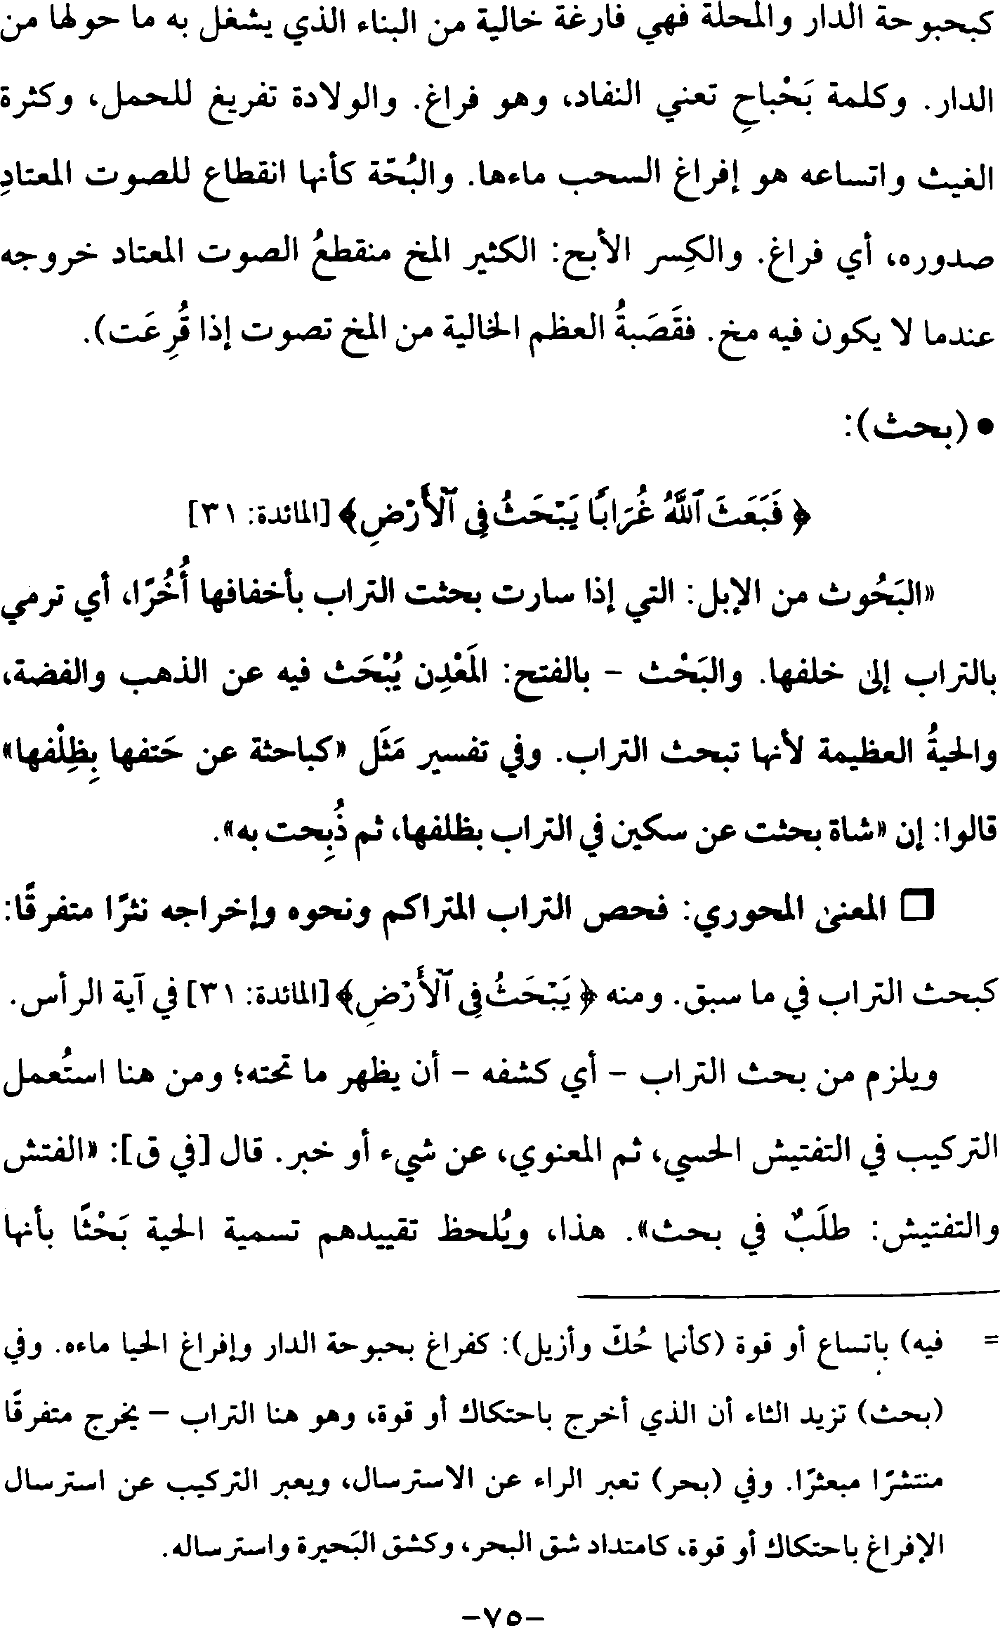 كبحبوحة الدار والمحلة فهي فارغة خالية من البناء الذي يشغل به ما حولها من
الدار. وكلمة بَحْباحِ تعني النفاد، وهو فراغ. والولادة تفريغ للحمل، وكثرة
الغيث واتساعه هو إفراغ السحب ماءها. والبُحّة كأنها انقطاع للصوت المعتادِ
صدوره، أي فراغ. والكِسر الأبح: الكثير المخ منقطعُ الصوت المعتاد خروجه
عندما لا يكون فيه مخ. فقَصَبةُ العظم الخالية من المخ تصوت إذا قُرِعَت).
• (بحث):
﴿ فَبَعَثَ ٱللَّهُ غُرَابًا يَبْحَثُ فِى ٱلْأَرْضِ﴾ [المائدة: ٣١]
«البَحُوث من الإبل: التي إذا سارت بحثت التراب بأخفافها أُخُرًا، أي ترمي
بالتراب إلى خلفها. والبَحْث – بالفتح: المَعْدِن يُبْحَث فيه عن الذهب والفضة،
والحيةُ العظيمة لأنها تبحث التراب. وفي تفسير مَثَل «كباحثة عن حَتفها بِظِلْفها»
قالوا: إن «شاة بحثت عن سكين في التراب بظلفها، ثم ذُبِحت به».
❑ المعنى المحوري: فحص التراب المتراكم ونحوه وإخراجه نثرًا متفرقًا:
كبحث التراب في ما سبق. ومنه ﴿ يَبْحَثُ فِى ٱلْأَرْضِ﴾ [المائدة: ٣١] في آية الرأس.
ويلزم من بحث التراب – أي كشفه – أن يظهر ما تحته؛ ومن هنا استُعمل
التركيب في التفتيش الحسي، ثم المعنوي، عن شيء أو خبر. قال [في ق]: «الفتش
والتفتيش: طلَبٌ في بحث». هذا، ويُلحظ تقييدهم تسمية الحية بَحْثًا بأنها
= فيه) باتساع أو قوة (كأنما حُكّ وأزيل): كفراغ بحبوحة الدار وإفراغ الحيا ماءه. وفي
(بحث) تزيد الثاء أن الذي أخرج باحتكاك أو قوة، وهو هنا التراب – يخرج متفرقًا
منتشرًا مبعثرًا. وفي (بحر) تعبر الراء عن الاسترسال، ويعبر التركيب عن استرسال
الإفراغ باحتكاك أو قوة، كامتداد شق البحر، وكشق البَحيرة واسترساله.
–٧٥–